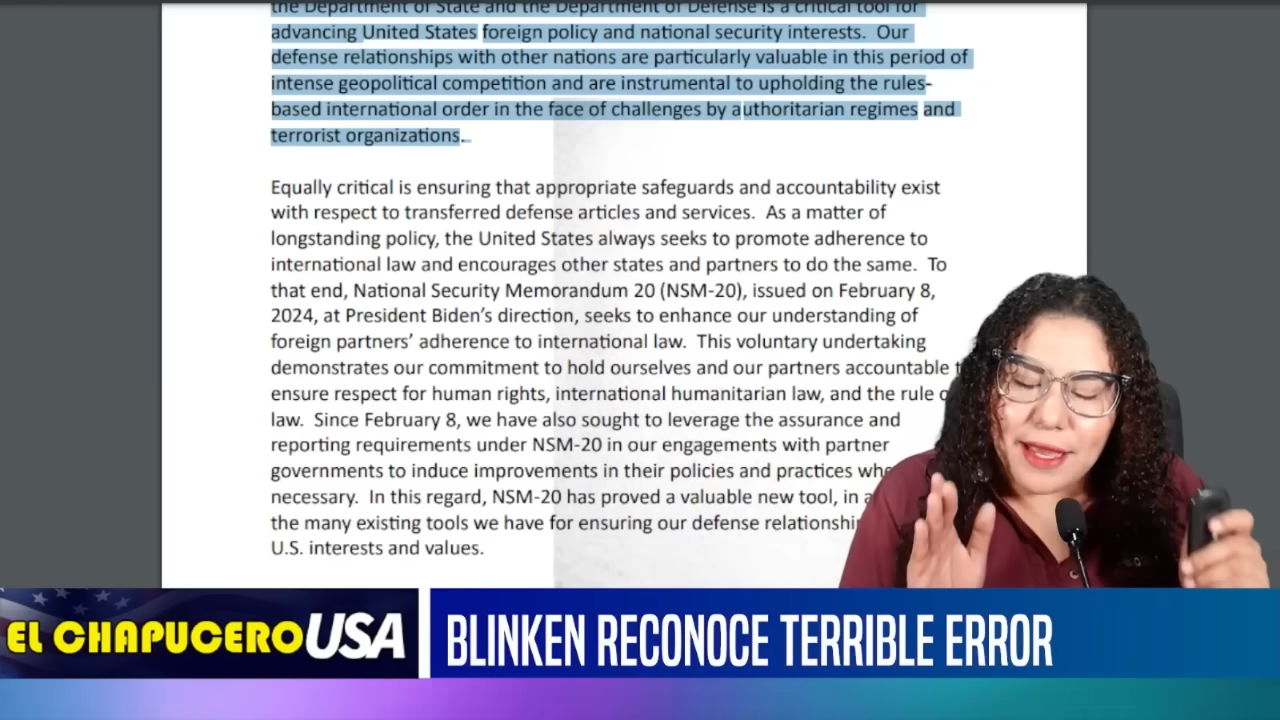 the Department of State and the Department of Defense is a critical tool for
advancing United States foreign policy and national security interests. Our
defense relationships with other nations are particularly valuable in this period of
intense geopolitical competition and are instrumental to upholding the rules-
based international order in the face of challenges by authoritarian regimes and
terrorist organizations.
Equally critical is ensuring that appropriate safeguards and accountability exist
with respect to transferred defense articles and services. As a matter of
longstanding policy, the United States always seeks to promote adherence to
international law and encourages other states and partners to do the same. To
that end, National Security Memorandum 20 (NSM-20), issued on February 8,
2024, at President Biden’s direction, seeks to enhance our understanding of
foreign partners’ adherence to international law. This voluntary undertaking
demonstrates our commitment to hold ourselves and our partners accountable
ensure respect for human rights, international humanitarian law, and the rule
law. Since February 8, we have also sought to leverage the assurance and
reporting requirements under NSM-20 in our engagements with partner
governments to induce improvements in their policies and practices
necessary. In this regard, NSM-20 has proved a valuable new tool, in
the many existing tools we have for ensuring our defense
U.S. interests and values.
EL CHAPUCERO USA
BLINKEN RECONOCE TERRIBLE ERROR